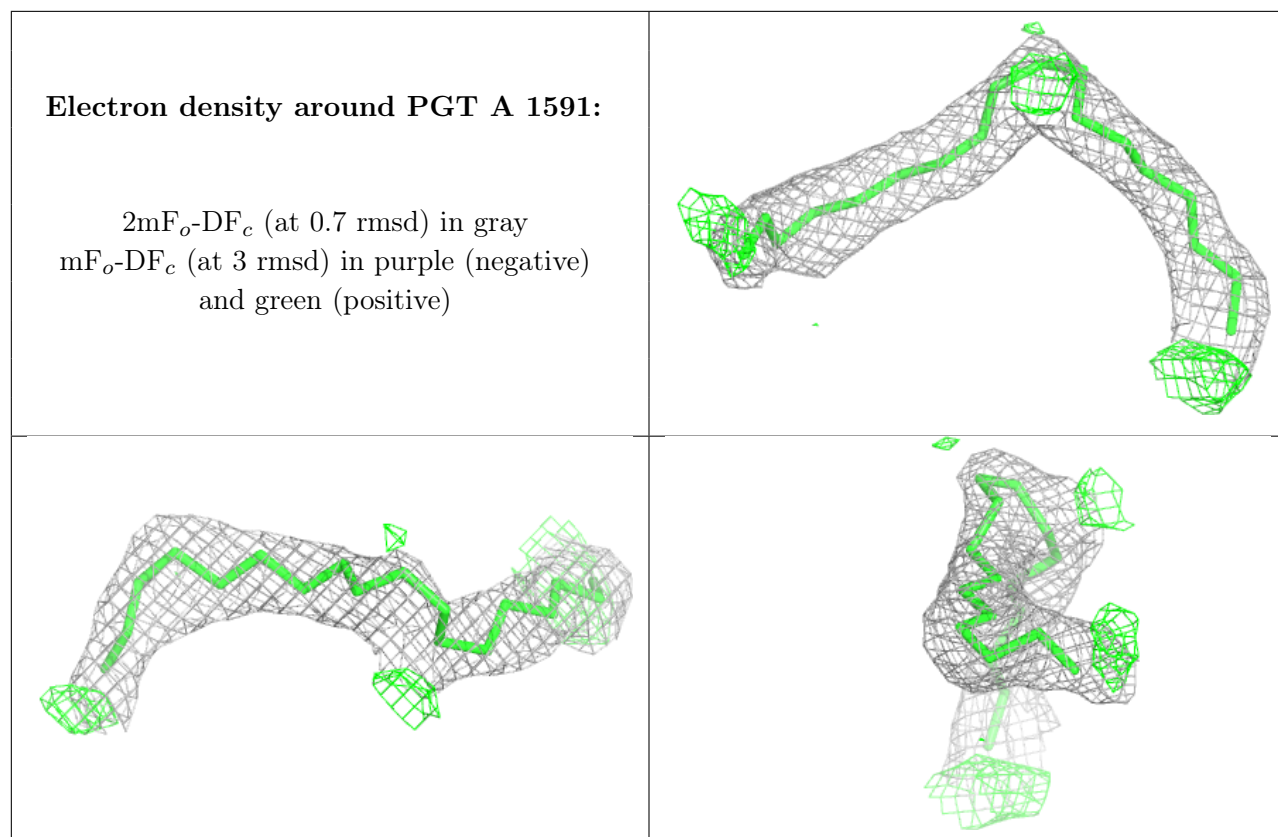 Electron density around PGT A 1591:
2mFo-DFc (at 0.7 rmsd) in gray
mFo-DFc (at 3 rmsd) in purple (negative)
and green (positive)